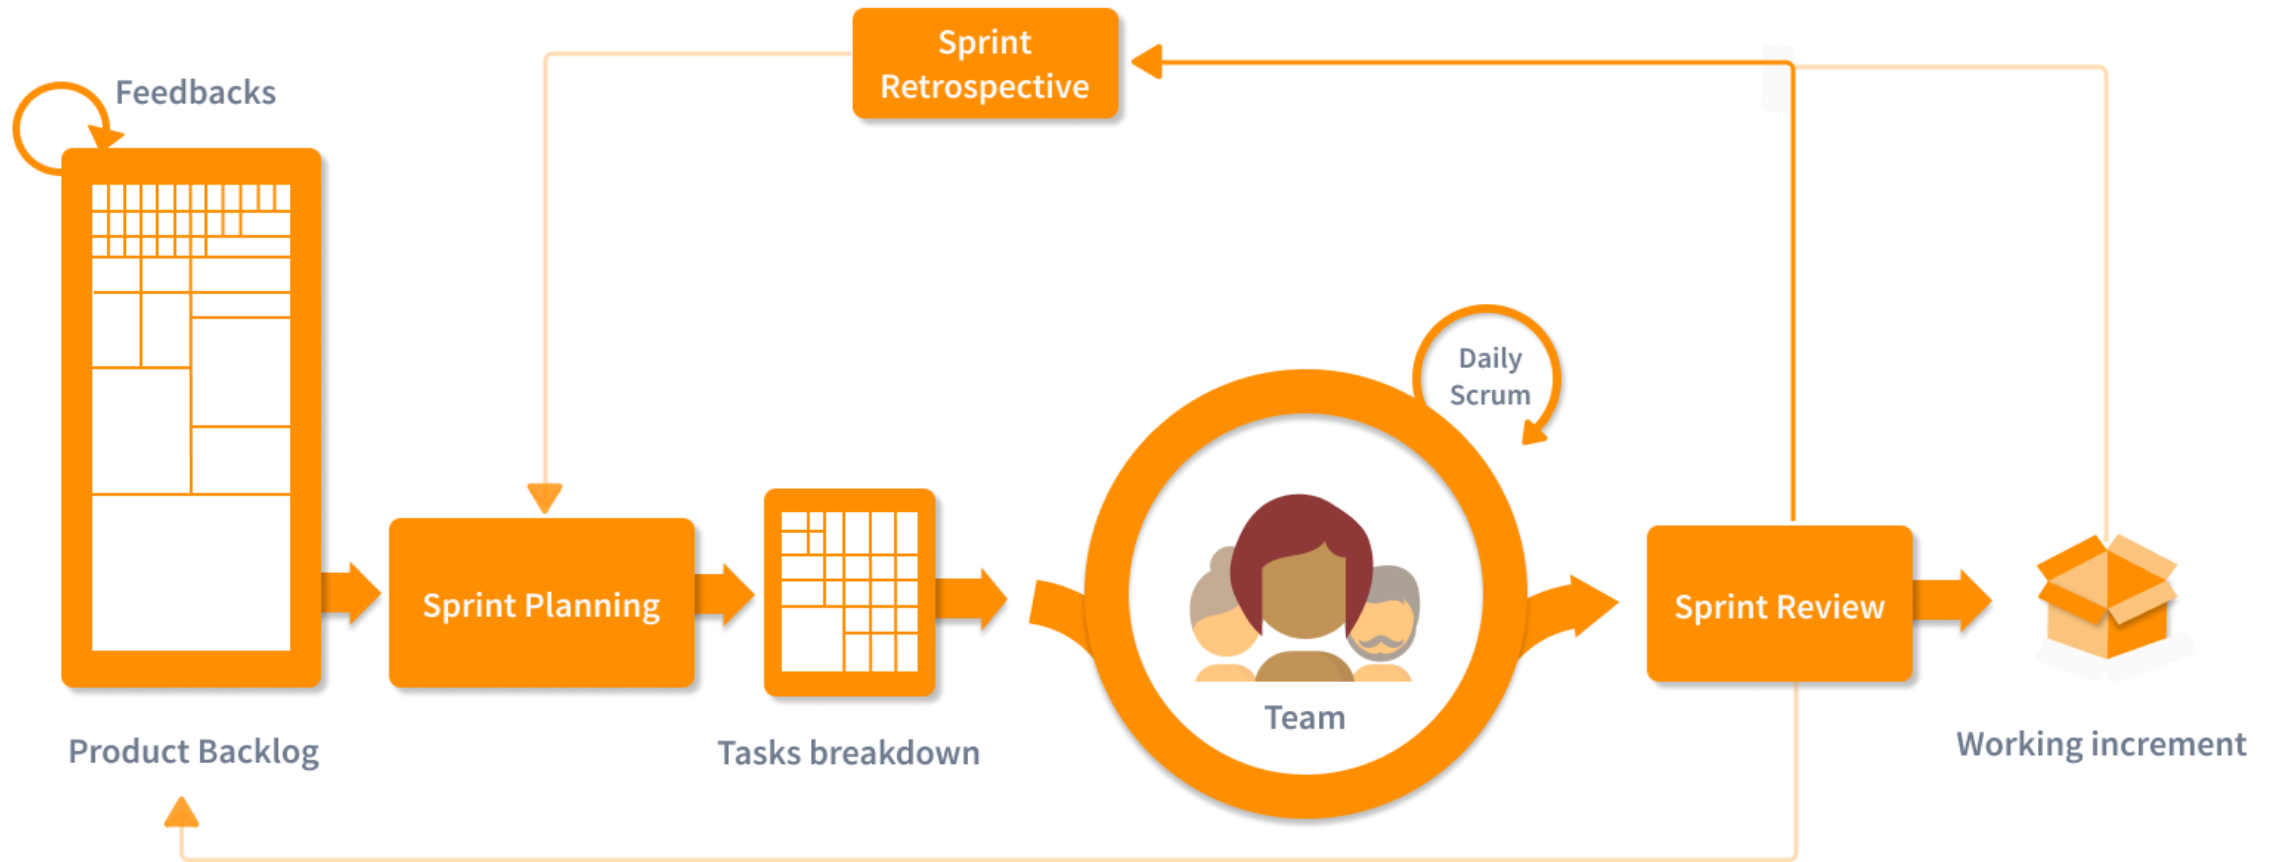 Sprint
Retrospective
Feedbacks
Daily
Scrum
Sprint Planning
Sprint Review
Team
Product Backlog
Tasks breakdown
Working increment